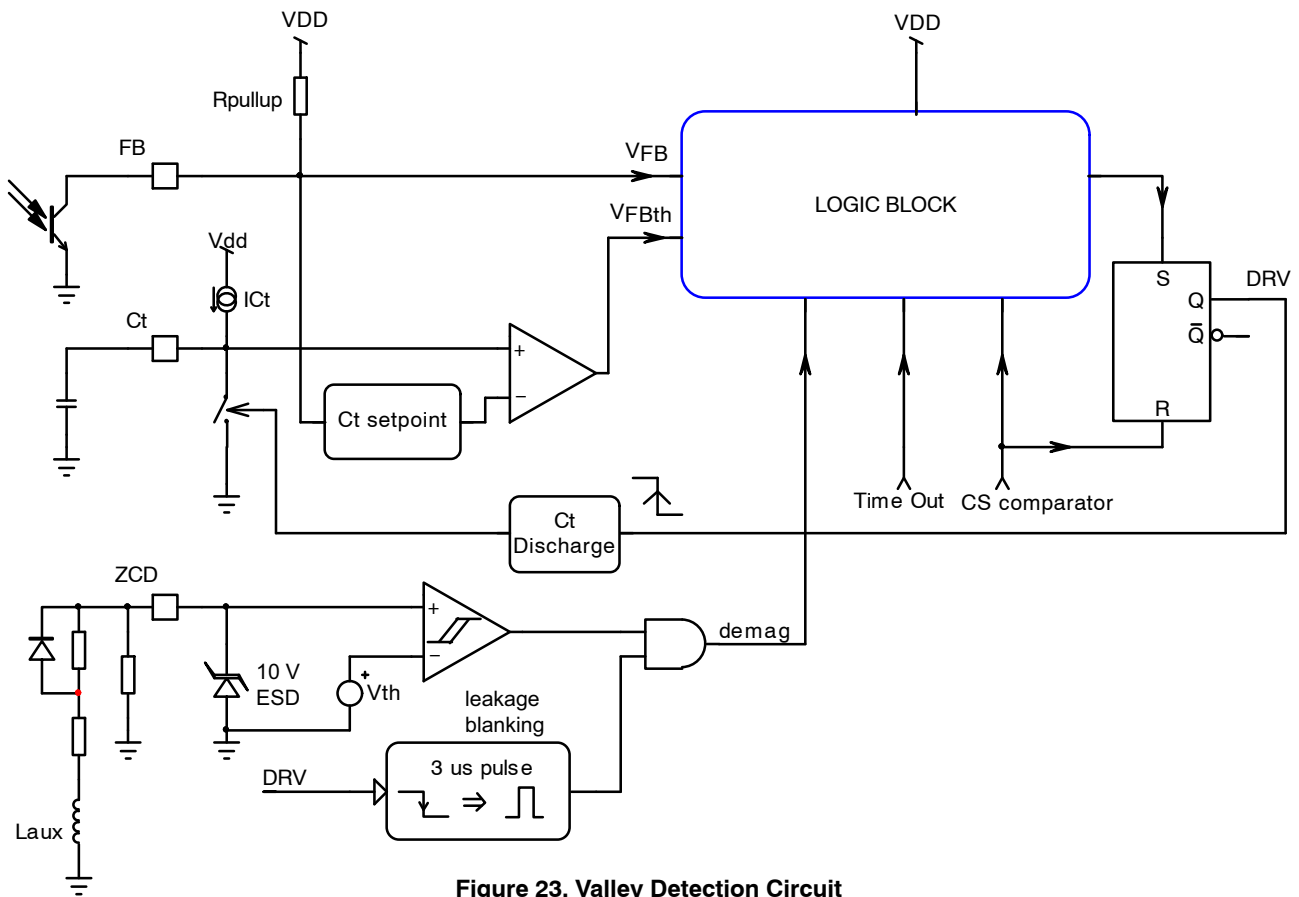 VDD
VDD
Rpullup
FB
VFB
VFBth
LOGIC BLOCK
Vdd
ICt
Ct
S
Q
DRV
Q̅
R
+
−
Ct setpoint
Time Out
CS comparator
Ct
Discharge
ZCD
+
−
demag
10 V
ESD
+
Vth
leakage
blanking
3 us pulse
DRV
⇒
Laux
Figure 23. Valley Detection Circuit